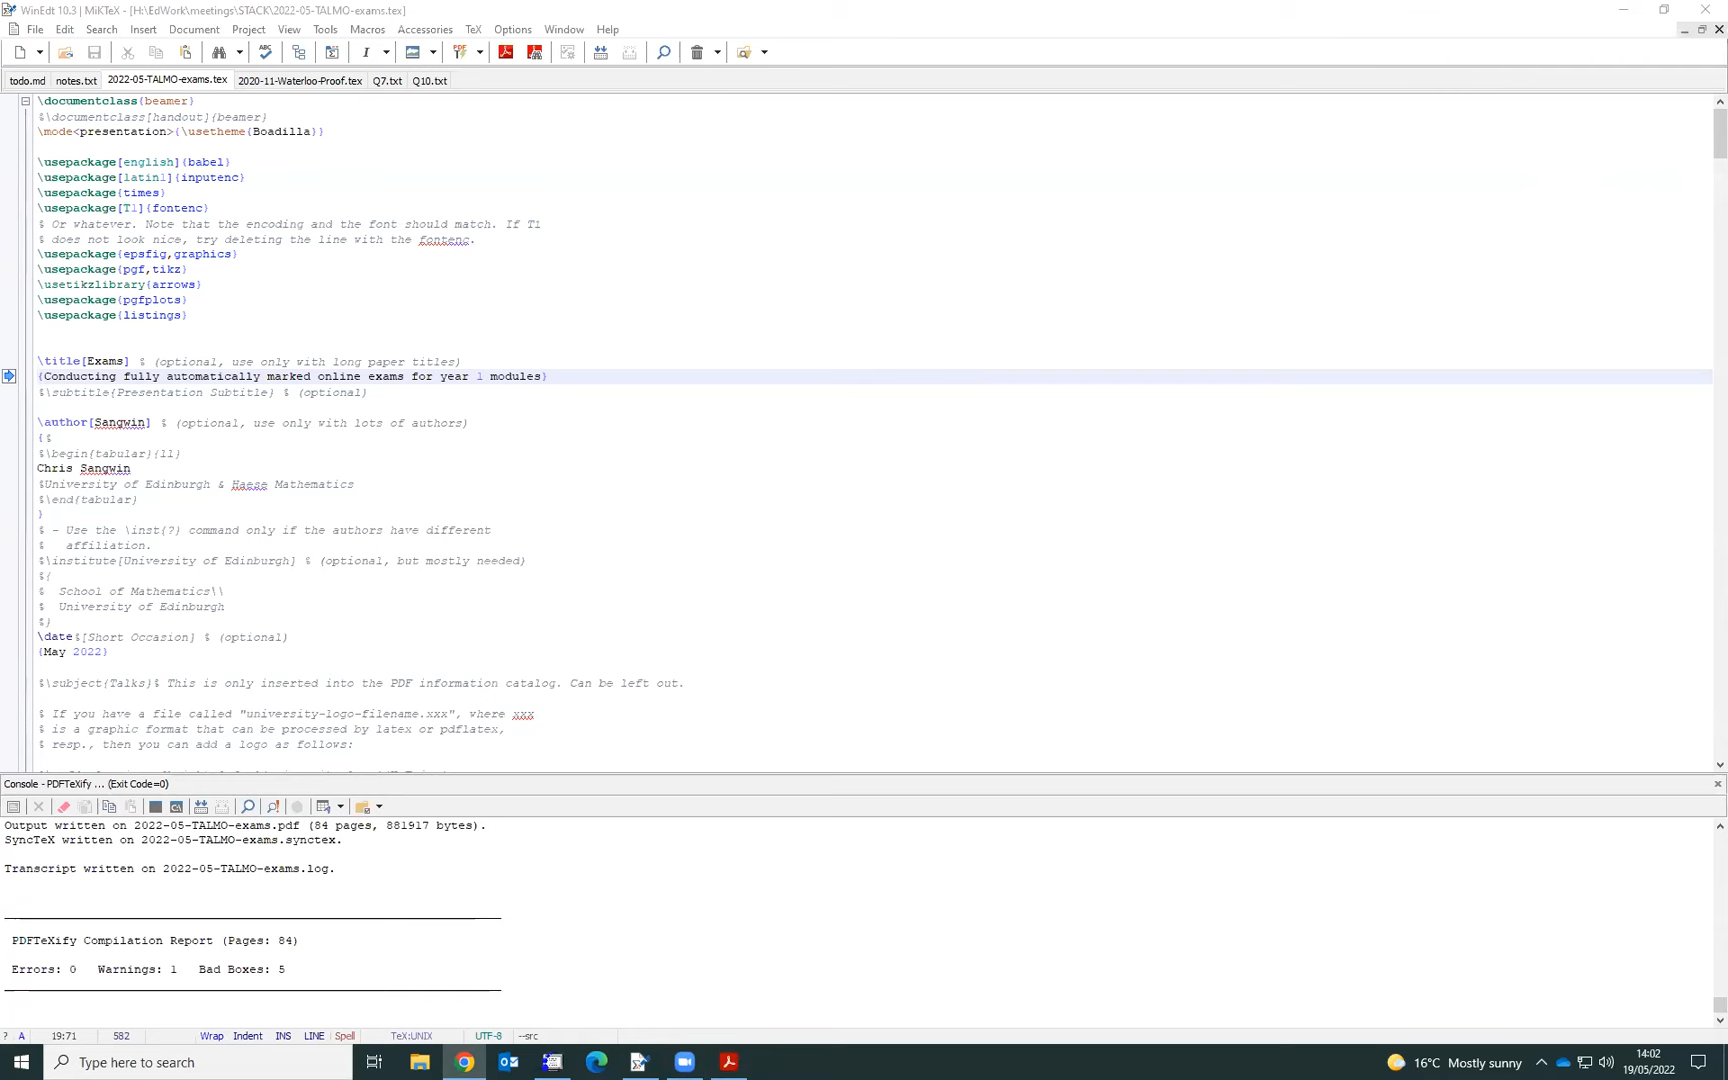 WinEdt 10.3 | MiKTeX - [H:\EdWork\meetings\STACK\2022-05-TALMO-exams.tex]
File Edit Search Insert Document Project View Tools Macros Accessories TeX Options Window Help
todo.md notes.txt 2022-05-TALMO-exams.tex 2020-11-Waterloo-Proof.tex Q7.txt Q10.txt
\documentclass{beamer}
%\documentclass[handout]{beamer}
\mode<presentation>{\usetheme{Boadilla}}
\usepackage[english]{babel}
\usepackage[latin1]{inputenc}
\usepackage{times}
\usepackage[T1]{fontenc}
% Or whatever. Note that the encoding and the font should match. If T1
% does not look nice, try deleting the line with the fontenc.
\usepackage{epsfig,graphics}
\usepackage{pgf,tikz}
\usetikzlibrary{arrows}
\usepackage{pgfplots}
\usepackage{listings}
\title[Exams] % (optional, use only with long paper titles)
{Conducting fully automatically marked online exams for year 1 modules}
%\subtitle{Presentation Subtitle} % (optional)
\author[Sangwin] % (optional, use only with lots of authors)
{%
%\begin{tabular}{ll}
Chris Sangwin
%University of Edinburgh & Haese Mathematics
%\end{tabular}
}
% - Use the \inst{?} command only if the authors have different
%   affiliation.
%\institute[University of Edinburgh] % (optional, but mostly needed)
%{
%  School of Mathematics\\
%  University of Edinburgh
%}
\date%[Short Occasion] % (optional)
{May 2022}
%\subject{Talks}% This is only inserted into the PDF information catalog. Can be left out.
% If you have a file called "university-logo-filename.xxx", where xxx
% is a graphic format that can be processed by latex or pdflatex,
% resp., then you can add a logo as follows:
Console - PDFTeXify ... (Exit Code=0)
Output written on 2022-05-TALMO-exams.pdf (84 pages, 881917 bytes).
SyncTeX written on 2022-05-TALMO-exams.synctex.
Transcript written on 2022-05-TALMO-exams.log.
PDFTeXify Compilation Report (Pages: 84)
Errors: 0   Warnings: 1   Bad Boxes: 5
? A 19:71 582 Wrap Indent INS LINE Spell TeX:UNIX UTF-8 --src
Type here to search
16°C Mostly sunny
14:02
19/05/2022